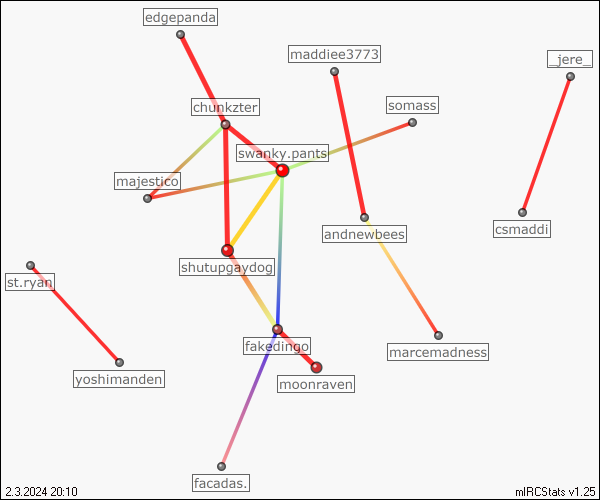 edgepanda
maddiee3773
_jere_
chunkzter
somass
swanky.pants
majestico
andnewbees
csmaddi
shutupgaydog
st.ryan
fakedingo
marcemadness
yoshimanden
moonraven
facadas.
2.3.2024 20:10
mIRCStats v1.25